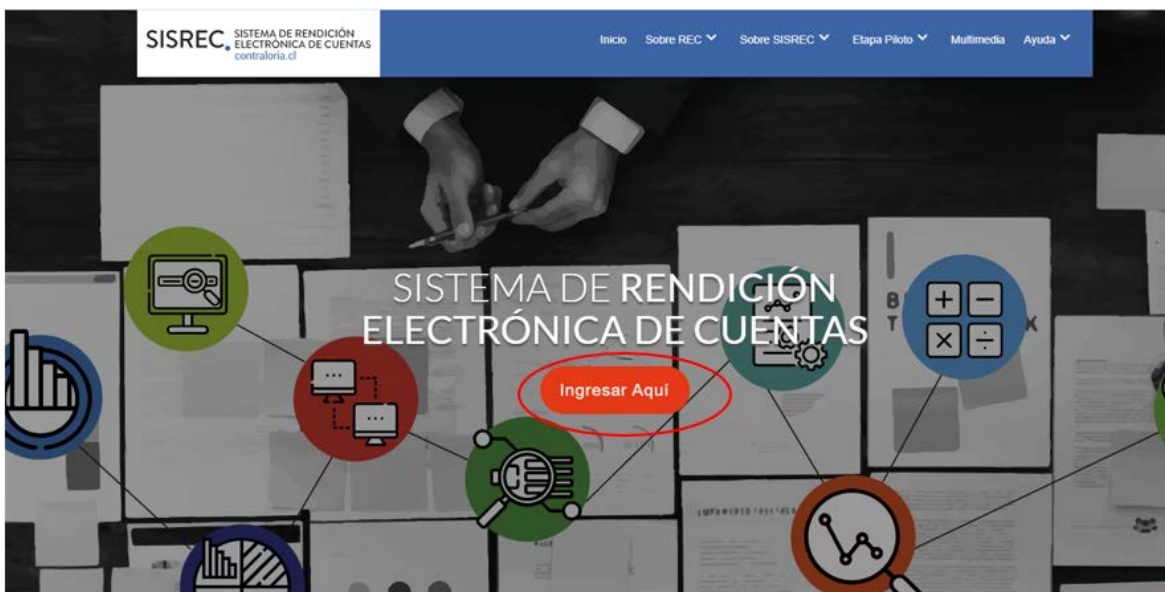 SISREC.
SISTEMA DE RENDICIÓN
ELECTRÓNICA DE CUENTAS
contraloria.cl
Inicio Sobre REC Sobre SISREC Etapa Piloto Multimedia Ayuda
SISTEMA DE RENDICIÓN
ELECTRÓNICA DE CUENTAS
Ingresar Aquí